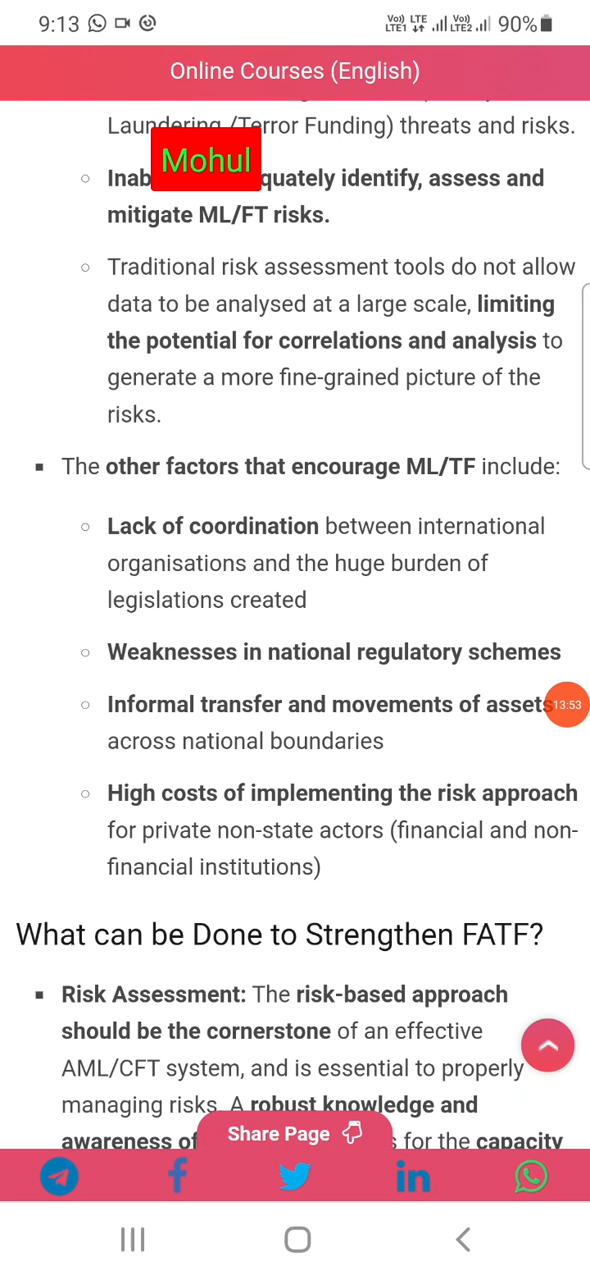 9:13 Vo) LTE LTE1 Vo) LTE2 90%
Online Courses (English)
Laundering /Terror Funding) threats and risks.
Mohul
Inab quately identify, assess and
mitigate ML/FT risks.
Traditional risk assessment tools do not allow
data to be analysed at a large scale, limiting
the potential for correlations and analysis to
generate a more fine-grained picture of the
risks.
The other factors that encourage ML/TF include:
Lack of coordination between international
organisations and the huge burden of
legislations created
Weaknesses in national regulatory schemes
Informal transfer and movements of assets
13:53
across national boundaries
High costs of implementing the risk approach
for private non-state actors (financial and non-
financial institutions)
What can be Done to Strengthen FATF?
Risk Assessment: The risk-based approach
should be the cornerstone of an effective
AML/CFT system, and is essential to properly
managing risks. A robust knowledge and
awareness of s for the capacity
Share Page